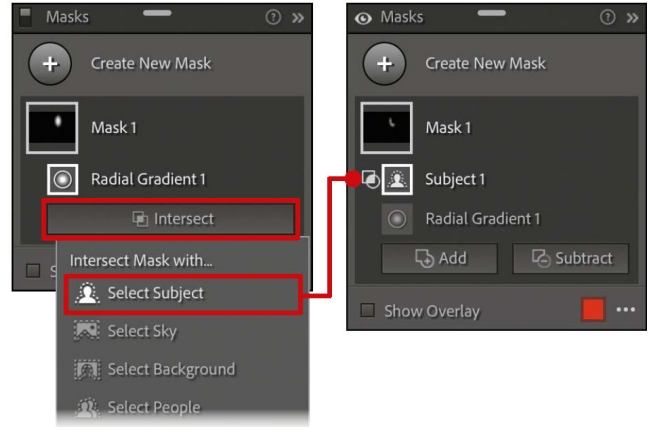 Masks
Create New Mask
Mask 1
Radial Gradient 1
Intersect
Intersect Mask with...
Select Subject
Select Sky
Select Background
Select People
Masks
Create New Mask
Mask 1
Subject 1
Radial Gradient 1
Add Subtract
Show Overlay